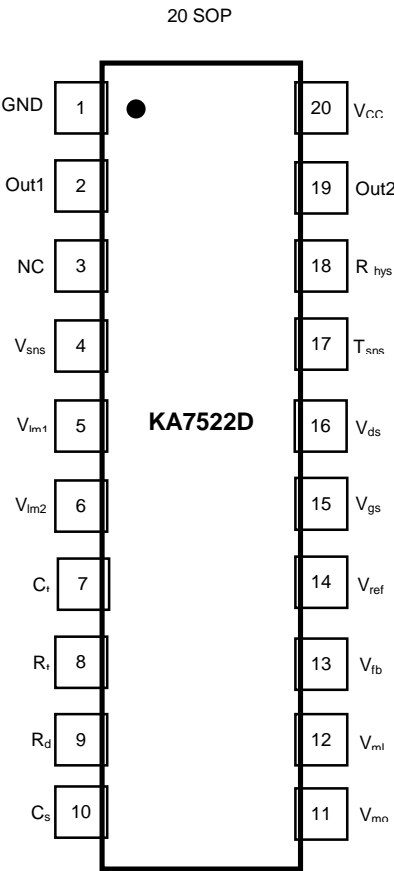 20 SOP
GND 1 20 VCC
Out1 2 19 Out2
NC 3 18 R hys
Vsns 4 17 Tsns
Vlm1 5 16 Vds
KA7522D
Vlm2 6 15 Vgs
Ct 7 14 Vref
Rt 8 13 Vfb
Rd 9 12 Vml
Cs 10 11 Vmo